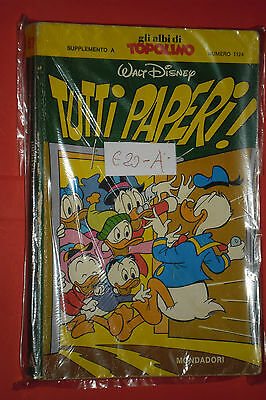 gli albi di
TOPOLINO
SUPPLEMENTO A
NUMERO 1124
WALT DISNEY
TUTTI PAPERI!
€20-A
MONDADORI